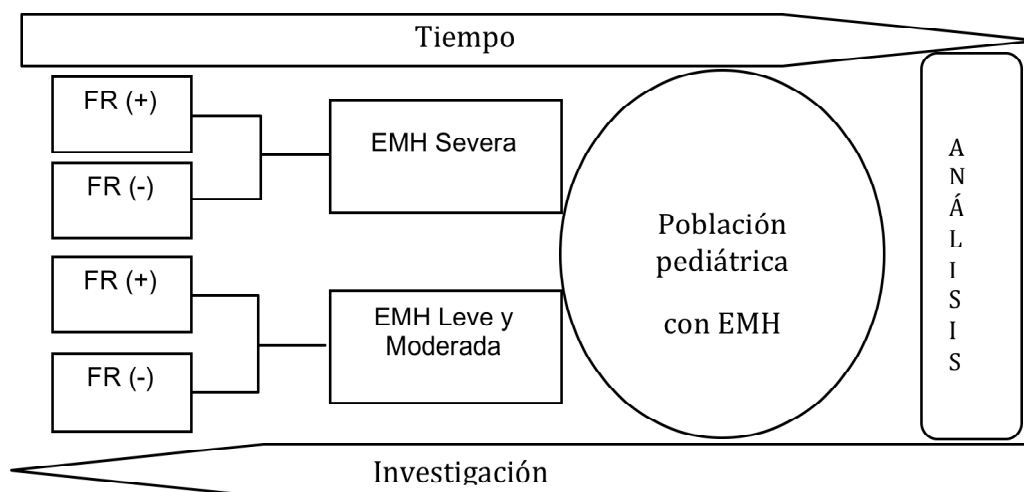 Tiempo
FR (+)
FR (-)
FR (+)
FR (-)
EMH Severa
EMH Leve y
Moderada
Población
pediátrica
con EMH
A
N
Á
L
I
S
I
S
Investigación